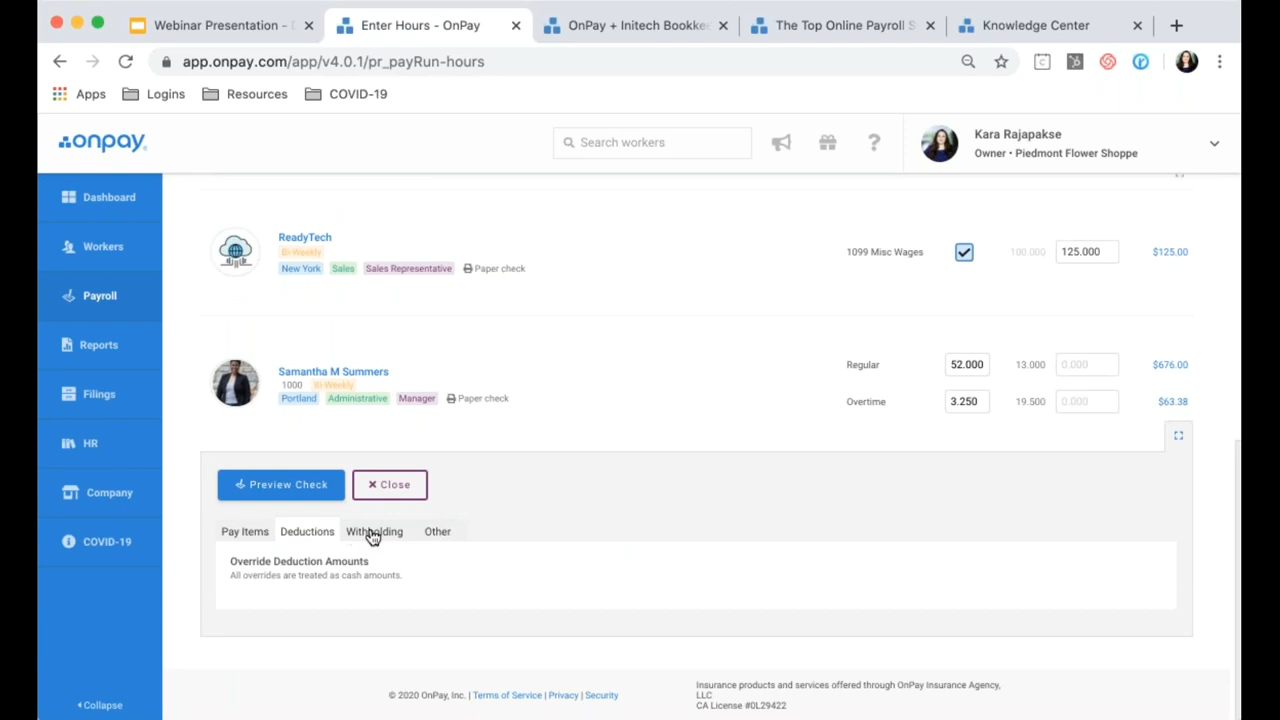 Webinar Presentation –
Enter Hours - OnPay
OnPay + Initech Bookke
The Top Online Payroll S
Knowledge Center
app.onpay.com/app/v4.0.1/pr_payRun-hours
Apps
Logins
Resources
COVID-19
onpay
Search workers
Kara Rajapakse
Owner • Piedmont Flower Shoppe
Dashboard
Workers
Payroll
Reports
Filings
HR
Company
COVID-19
Collapse
ReadyTech
Bi-Weekly
New York Sales Sales Representative Paper check
1099 Misc Wages 100.000 125.000 $125.00
Samantha M Summers
1000 Bi-Weekly
Portland Administrative Manager Paper check
Regular 52.000 13.000 0.000 $676.00
Overtime 3.250 19.500 0.000 $63.38
Preview Check
Close
Pay Items Deductions Withholding Other
Override Deduction Amounts
All overrides are treated as cash amounts.
© 2020 OnPay, Inc. | Terms of Service | Privacy | Security
Insurance products and services offered through OnPay Insurance Agency,
LLC
CA License #0L29422